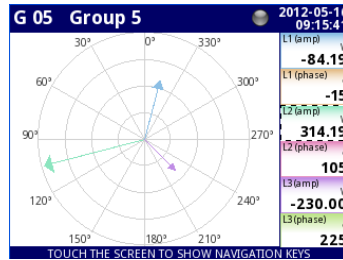 G 05 Group 5
2012-05-16
09:15:41
30° 0° 330°
60° 300°
90° 270°
120° 240°
150° 180° 210°
L1 (amp)
-84.19
L1 (phase)
-15
L2 (amp)
314.19
L2 (phase)
105
L3(amp)
-230.00
L3(phase)
225
TOUCH THE SCREEN TO SHOW NAVIGATION KEYS